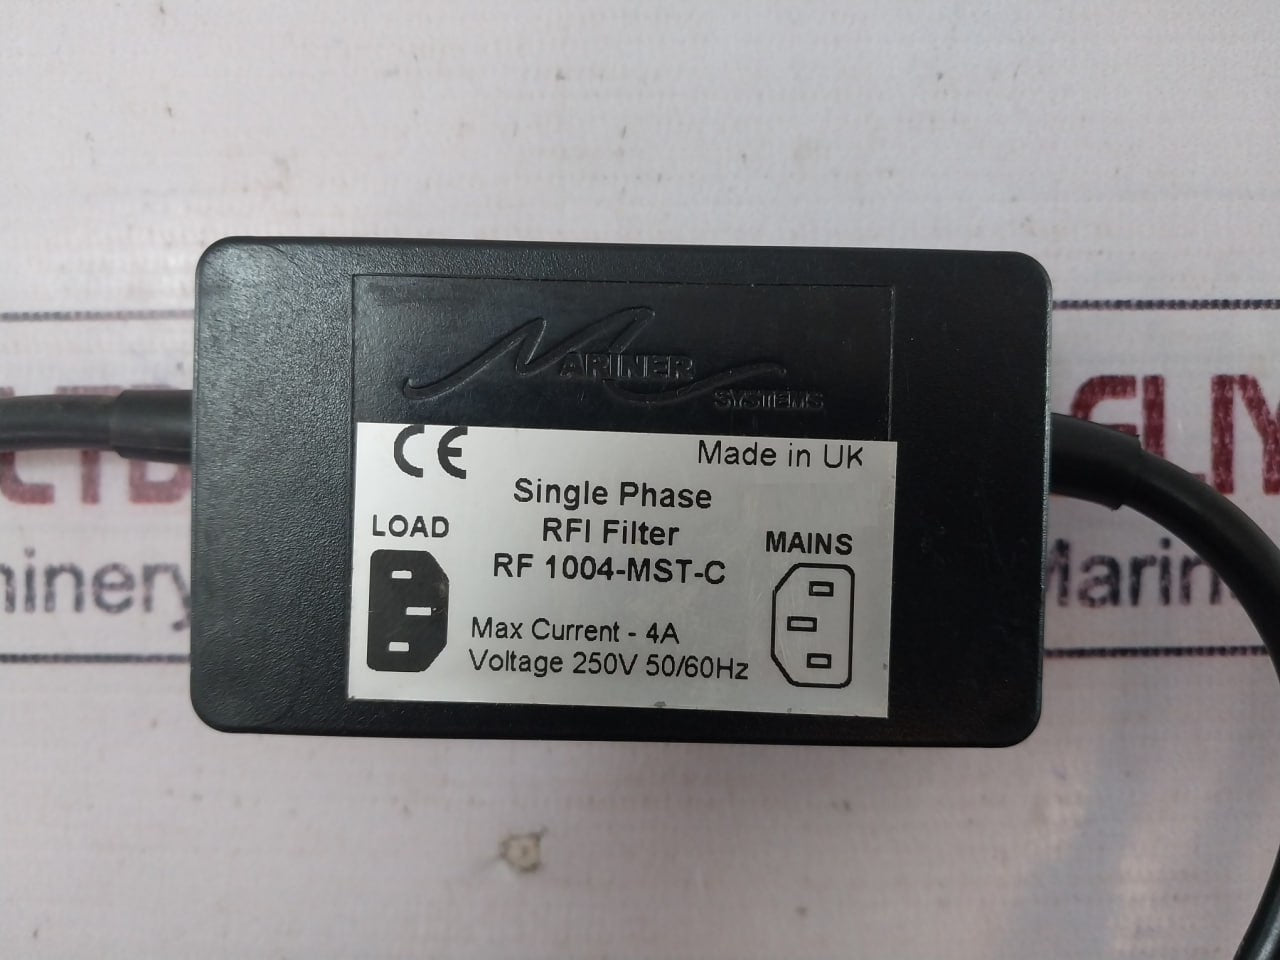 MARINER
SYSTEMS
CE
Made in UK
Single Phase
RFI Filter
RF 1004-MST-C
LOAD
MAINS
Max Current - 4A
Voltage 250V 50/60Hz